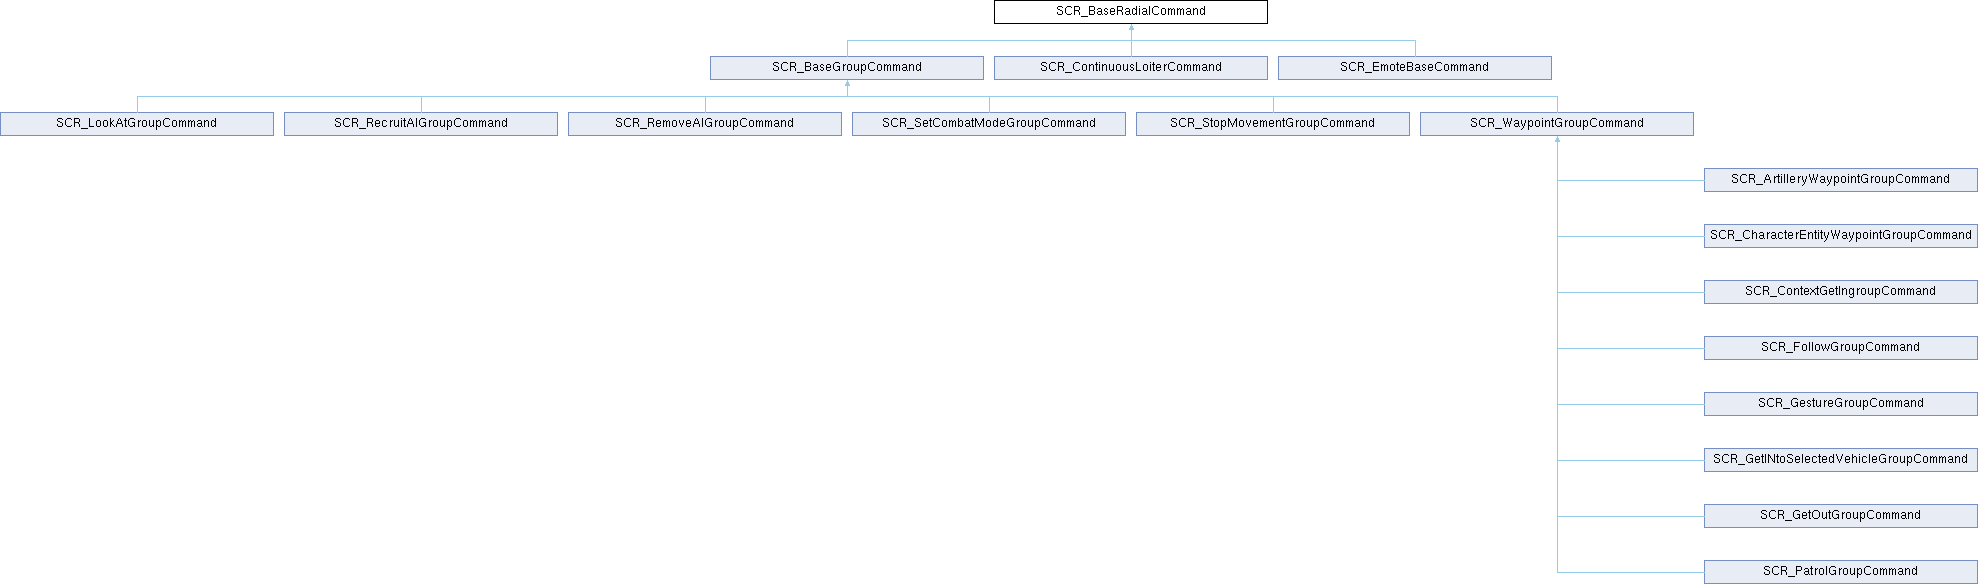 SCR_BaseRadialCommand
SCR_BaseGroupCommand
SCR_ContinuousLoiterCommand
SCR_EmoteBaseCommand
SCR_LookAtGroupCommand
SCR_RecruitAIGroupCommand
SCR_RemoveAIGroupCommand
SCR_SetCombatModeGroupCommand
SCR_StopMovementGroupCommand
SCR_WaypointGroupCommand
SCR_ArtilleryWaypointGroupCommand
SCR_CharacterEntityWaypointGroupCommand
SCR_ContextGetIngroupCommand
SCR_FollowGroupCommand
SCR_GestureGroupCommand
SCR_GetINtoSelectedVehicleGroupCommand
SCR_GetOutGroupCommand
SCR_PatrolGroupCommand